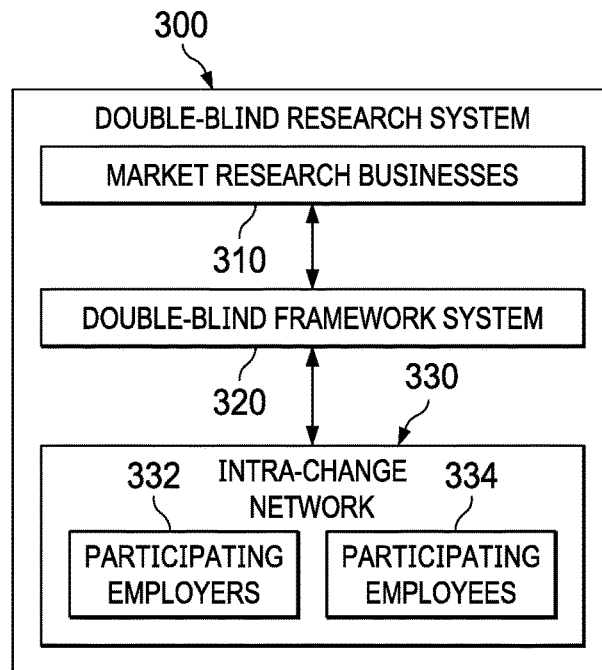 300
DOUBLE-BLIND RESEARCH SYSTEM
MARKET RESEARCH BUSINESSES
310
DOUBLE-BLIND FRAMEWORK SYSTEM
320
330
INTRA-CHANGE
NETWORK
332
334
PARTICIPATING
EMPLOYERS
PARTICIPATING
EMPLOYEES